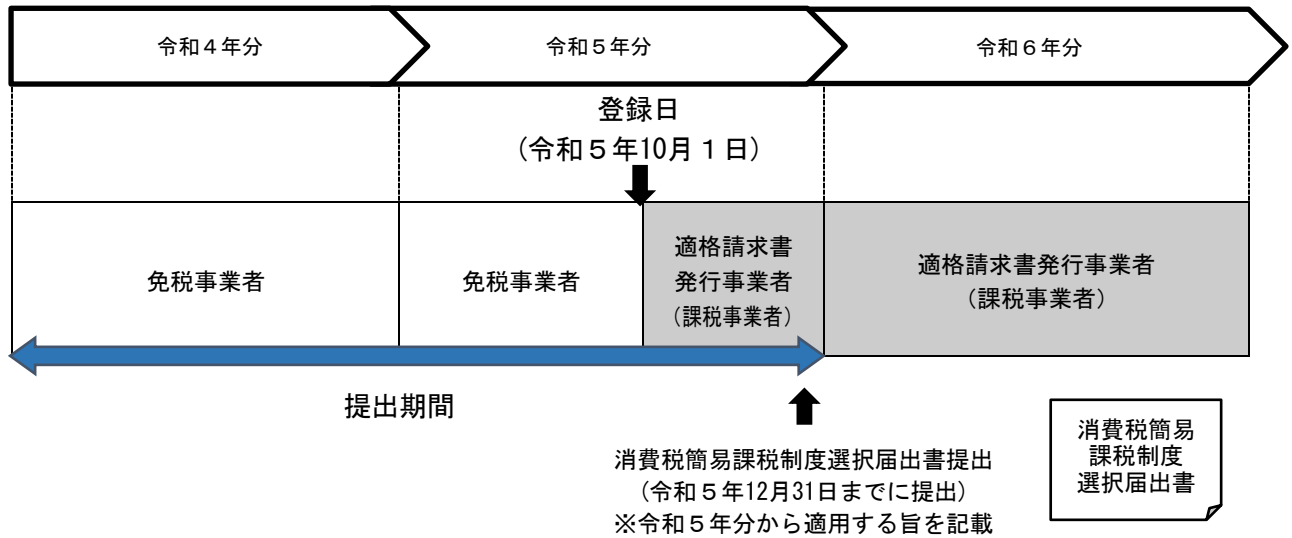 令和４年分
令和５年分
令和６年分
登録日
（令和５年10月１日）
免税事業者
免税事業者
適格請求書
発行事業者
（課税事業者）
適格請求書発行事業者
（課税事業者）
提出期間
消費税簡易課税制度選択届出書提出
（令和５年12月31日までに提出）
※令和５年分から適用する旨を記載
消費税簡易
課税制度
選択届出書